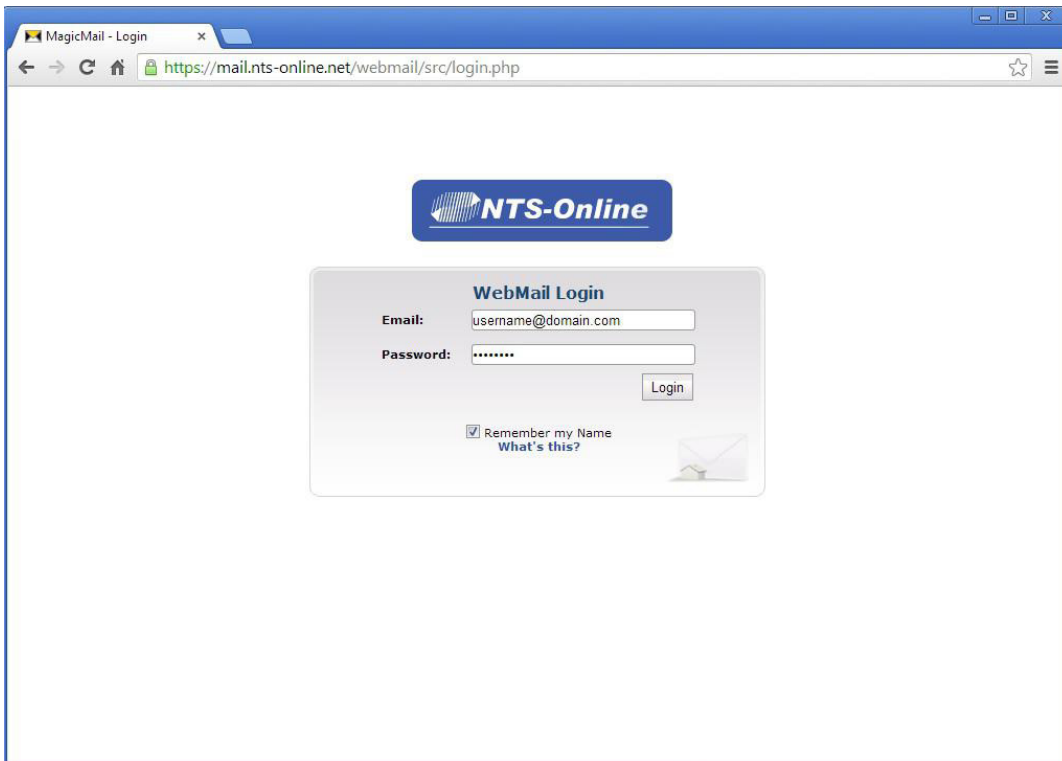 MagicMail - Login
https://mail.nts-online.net/webmail/src/login.php
NTS-Online
WebMail Login
Email: username@domain.com
Password: ••••••••
Login
Remember my Name
What's this?